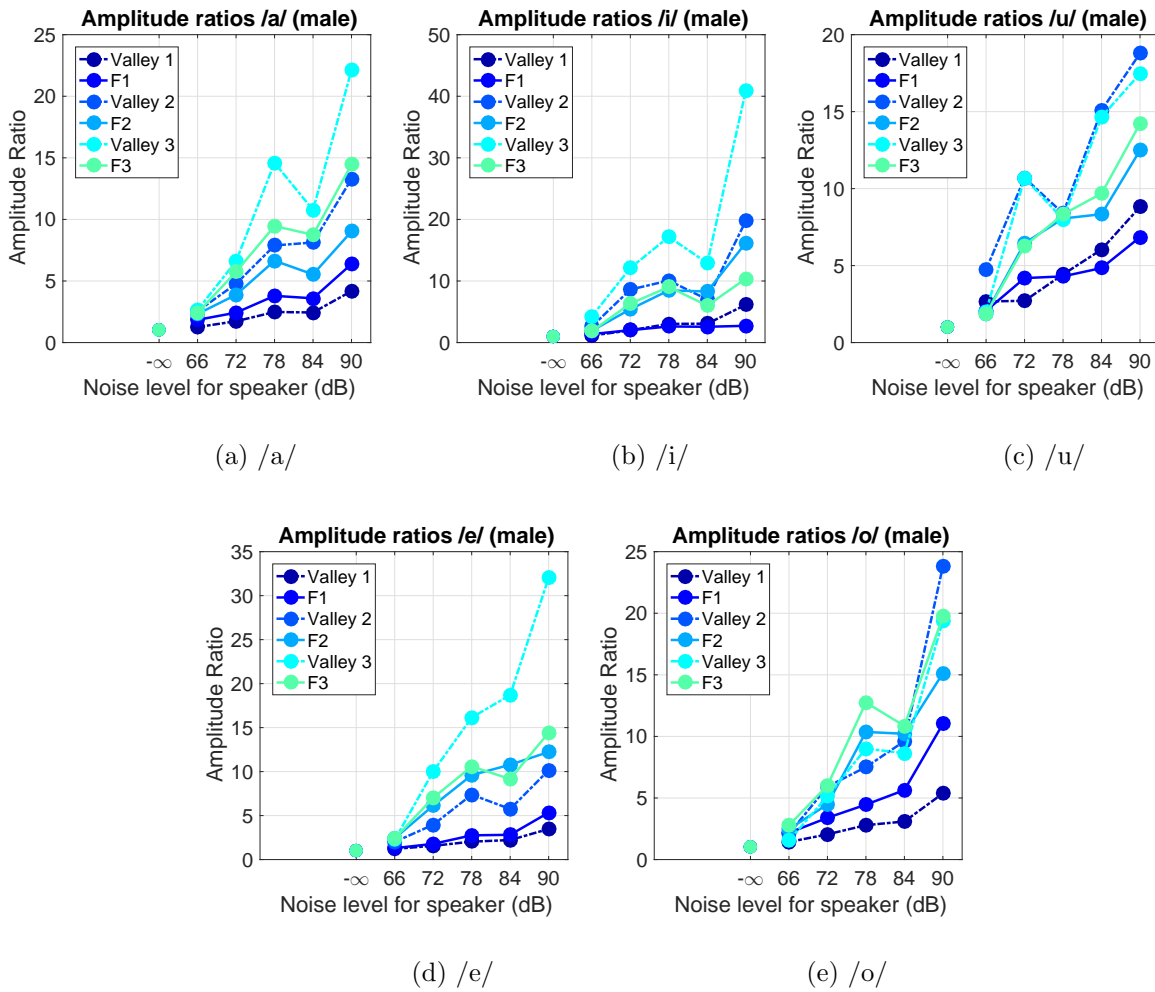 Amplitude ratios /a/ (male)
25
20
15
10
5
0
Amplitude Ratio
Valley 1
F1
Valley 2
F2
Valley 3
F3
-∞ 66 72 78 84 90
Noise level for speaker (dB)
(a) /a/
Amplitude ratios /i/ (male)
50
40
30
20
10
0
Amplitude Ratio
Valley 1
F1
Valley 2
F2
Valley 3
F3
-∞ 66 72 78 84 90
Noise level for speaker (dB)
(b) /i/
Amplitude ratios /u/ (male)
20
15
10
5
0
Amplitude Ratio
Valley 1
F1
Valley 2
F2
Valley 3
F3
-∞ 66 72 78 84 90
Noise level for speaker (dB)
(c) /u/
Amplitude ratios /e/ (male)
35
30
25
20
15
10
5
0
Amplitude Ratio
Valley 1
F1
Valley 2
F2
Valley 3
F3
-∞ 66 72 78 84 90
Noise level for speaker (dB)
(d) /e/
Amplitude ratios /o/ (male)
25
20
15
10
5
0
Amplitude Ratio
Valley 1
F1
Valley 2
F2
Valley 3
F3
-∞ 66 72 78 84 90
Noise level for speaker (dB)
(e) /o/